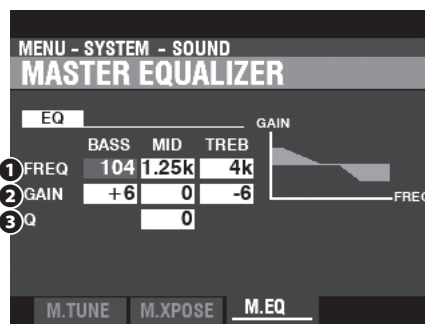 MENU - SYSTEM - SOUND
MASTER EQUALIZER
EQ
GAIN
BASS MID TREB
1 FREQ 104 1.25k 4k
2 GAIN +6 0 -6
FREQ
3 Q 0
M.TUNE M.XPOSE M.EQ